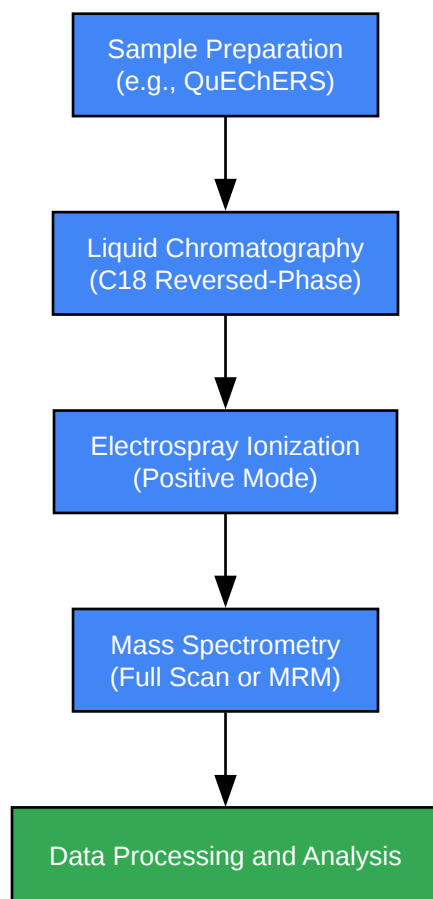 Sample Preparation
(e.g., QuEChERS)
Liquid Chromatography
(C18 Reversed-Phase)
Electrospray Ionization
(Positive Mode)
Mass Spectrometry
(Full Scan or MRM)
Data Processing and Analysis